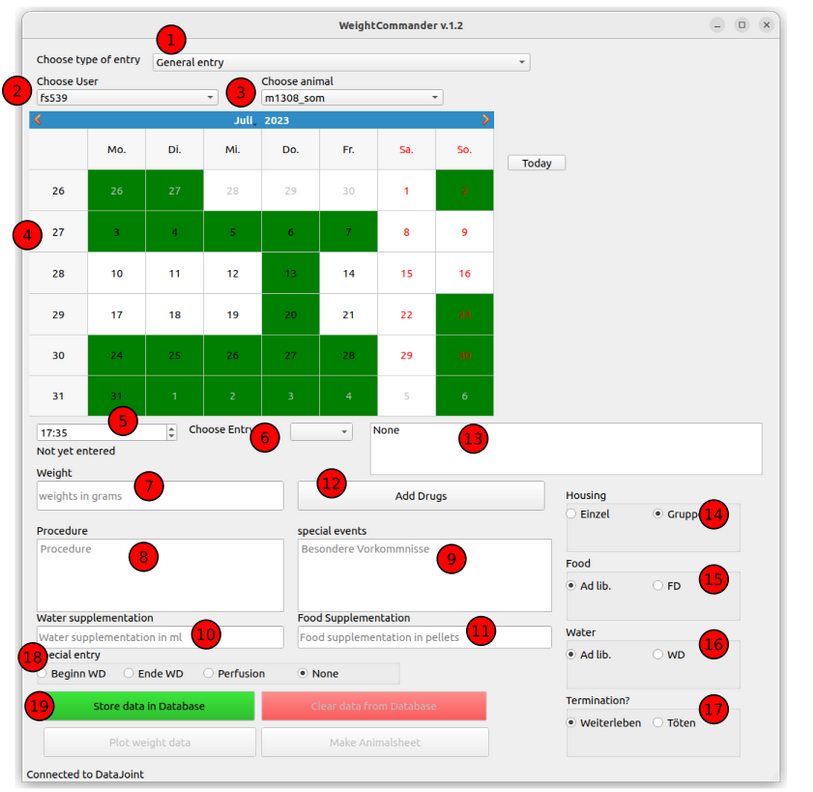 WeightCommander v.1.2
1
Choose type of entry General entry
2 Choose User 3 Choose animal
fs539 m1308_som
Juli, 2023
Mo. Di. Mi. Do. Fr. Sa. So.
Today
26 26 27 28 29 30 1 2
4 27 3 4 5 6 7 8 9
28 10 11 12 13 14 15 16
29 17 18 19 20 21 22 23
30 24 25 26 27 28 29 30
31 31 1 2 3 4 5 6
5
17:35 Choose Entry 6 None 13
Not yet entered
Weight
weights in grams 7 12 Add Drugs
Housing
Einzel Gruppe 14
Procedure special events
Procedure 8 Besondere Vorkommnisse 9
Food
Ad lib. FD 15
Water supplementation Food Supplementation
Water supplementation in ml 10 Food supplementation in pellets 11
Water
Ad lib. WD 16
18 pecial entry
Beginn WD Ende WD Perfusion None
Termination?
Weiterleben Töten 17
19 Store data in Database Clear data from Database
Plot weight data Make Animalsheet
Connected to DataJoint